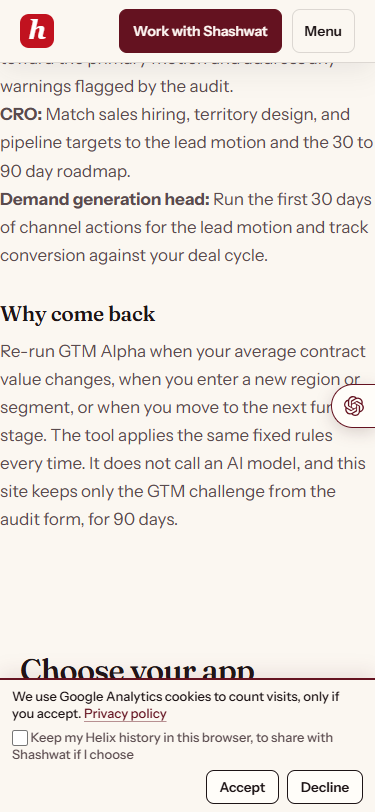 h
Work with Shashwat
Menu
toward the primary motion and address any
warnings flagged by the audit.
CRO: Match sales hiring, territory design, and
pipeline targets to the lead motion and the 30 to
90 day roadmap.
Demand generation head: Run the first 30 days
of channel actions for the lead motion and track
conversion against your deal cycle.
Why come back
Re-run GTM Alpha when your average contract
value changes, when you enter a new region or
segment, or when you move to the next
stage. The tool applies the same fixed rules
every time. It does not call an AI model, and this
site keeps only the GTM challenge from the
audit form, for 90 days.
Choose your app
We use Google Analytics cookies to count visits, only if
you accept. Privacy policy
Keep my Helix history in this browser, to share with
Shashwat if I choose
Accept
Decline